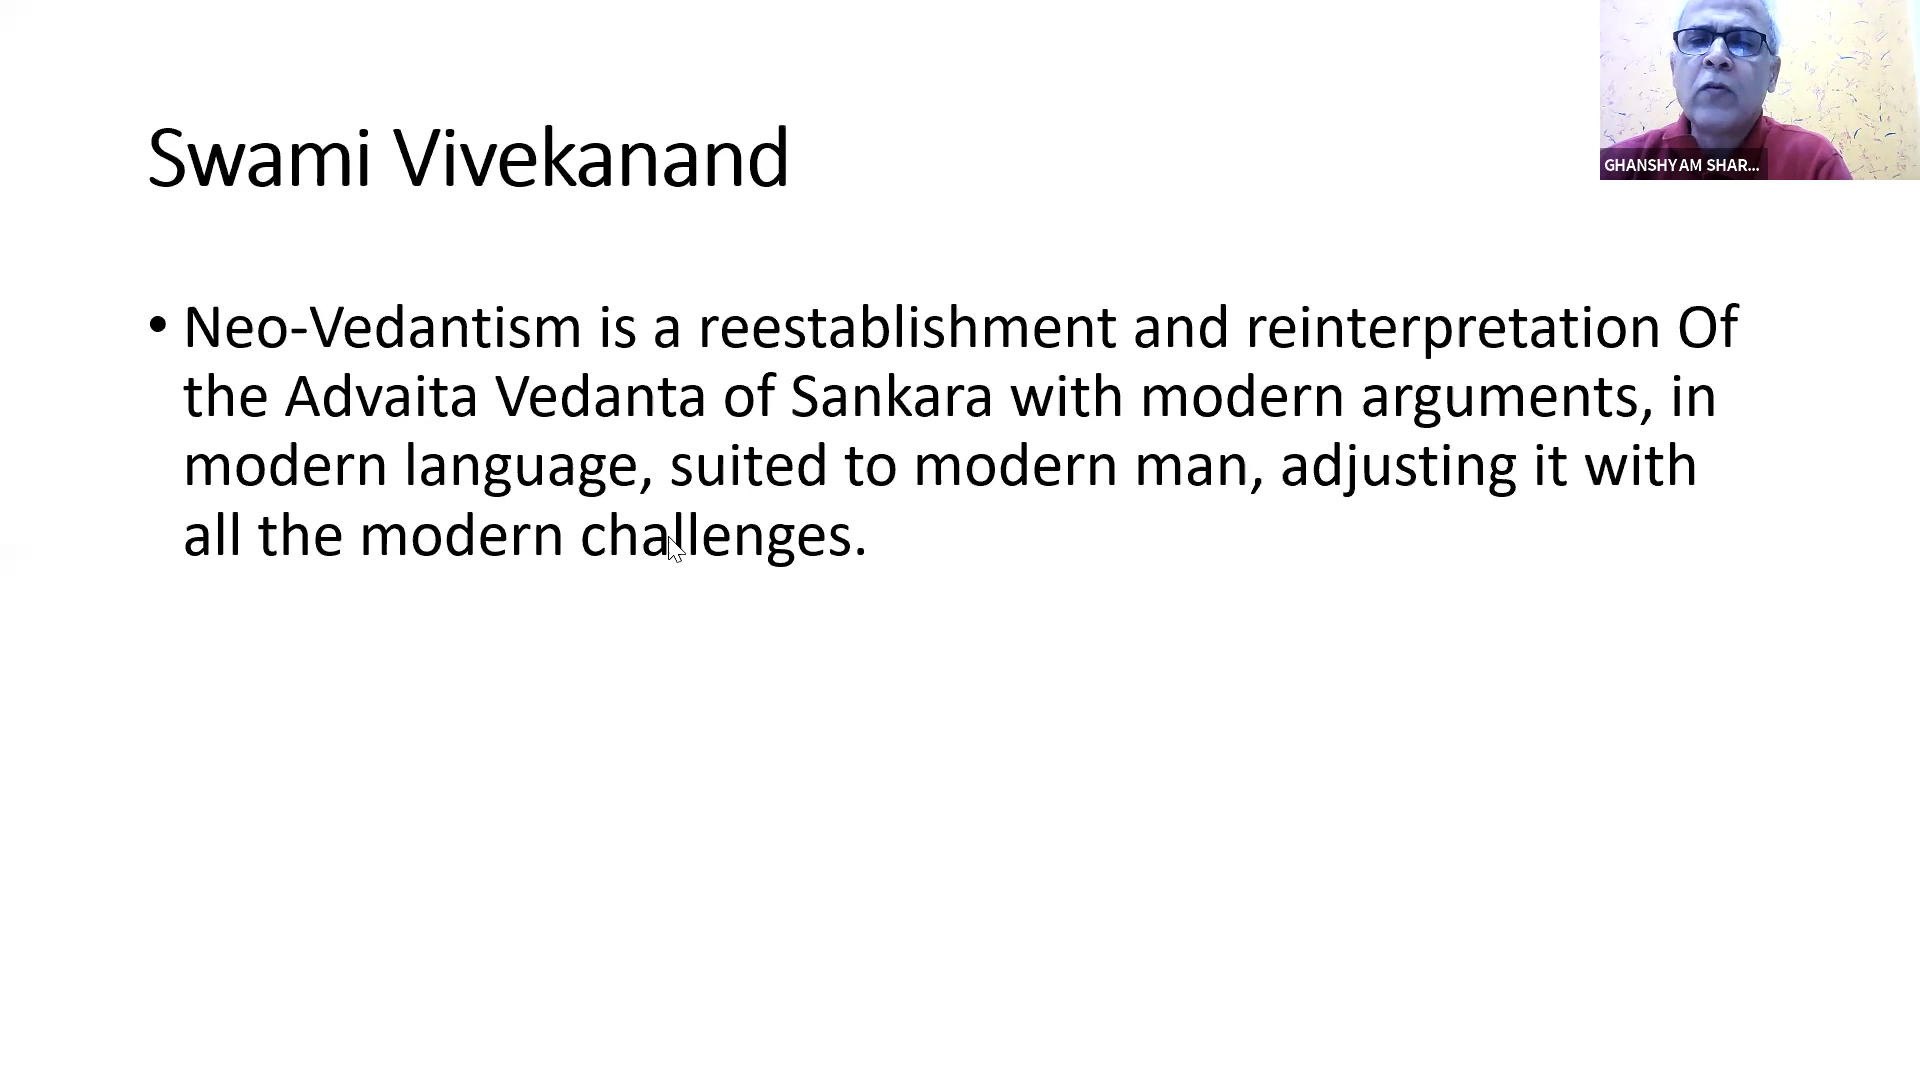 Swami Vivekanand
GHANSHYAM SHAR...
• Neo-Vedantism is a reestablishment and reinterpretation Of
the Advaita Vedanta of Sankara with modern arguments, in
modern language, suited to modern man, adjusting it with
all the modern challenges.